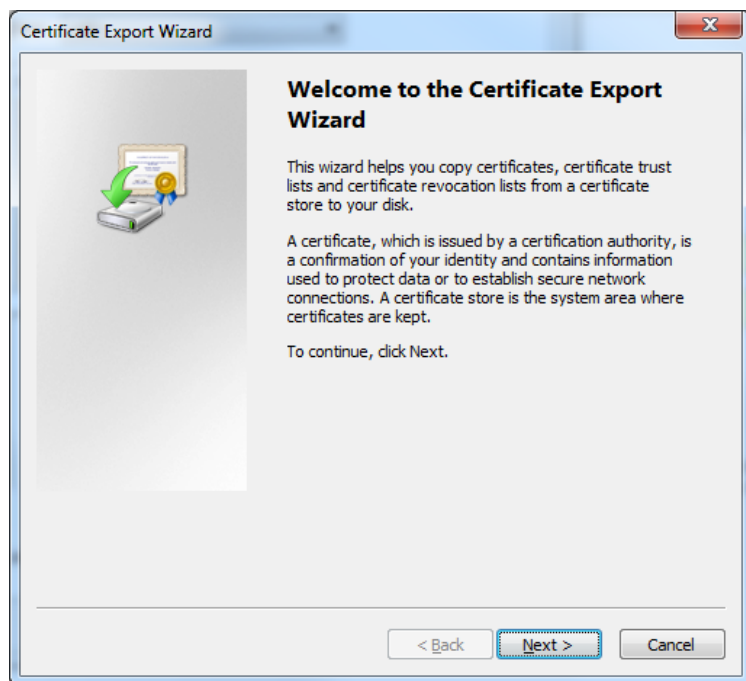 Certificate Export Wizard
Welcome to the Certificate Export
Wizard
This wizard helps you copy certificates, certificate trust
lists and certificate revocation lists from a certificate
store to your disk.
A certificate, which is issued by a certification authority, is
a confirmation of your identity and contains information
used to protect data or to establish secure network
connections. A certificate store is the system area where
certificates are kept.
To continue, click Next.
< Back
Next >
Cancel